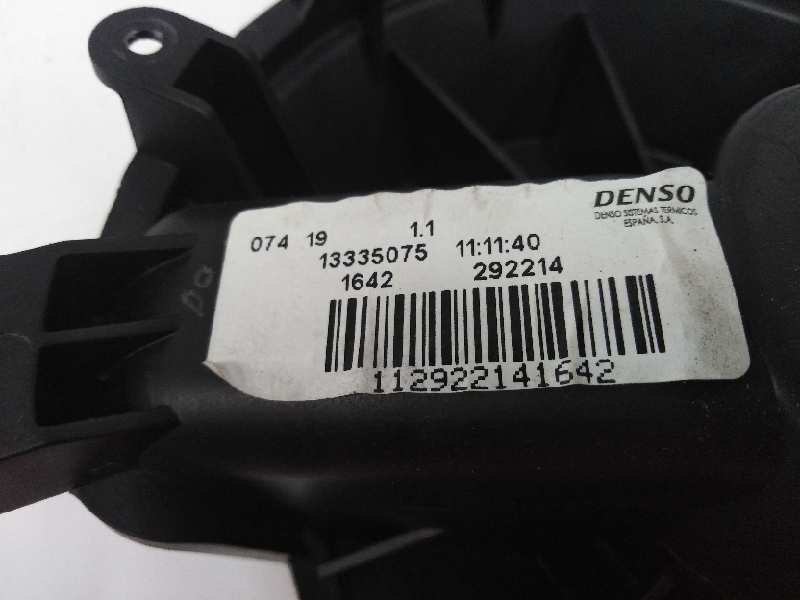 DENSO
DENSO SISTEMAS TERMICOS
ESPAÑA, S.A.
074 19 1.1
13335075 11:11:40
1642 292214
112922141642